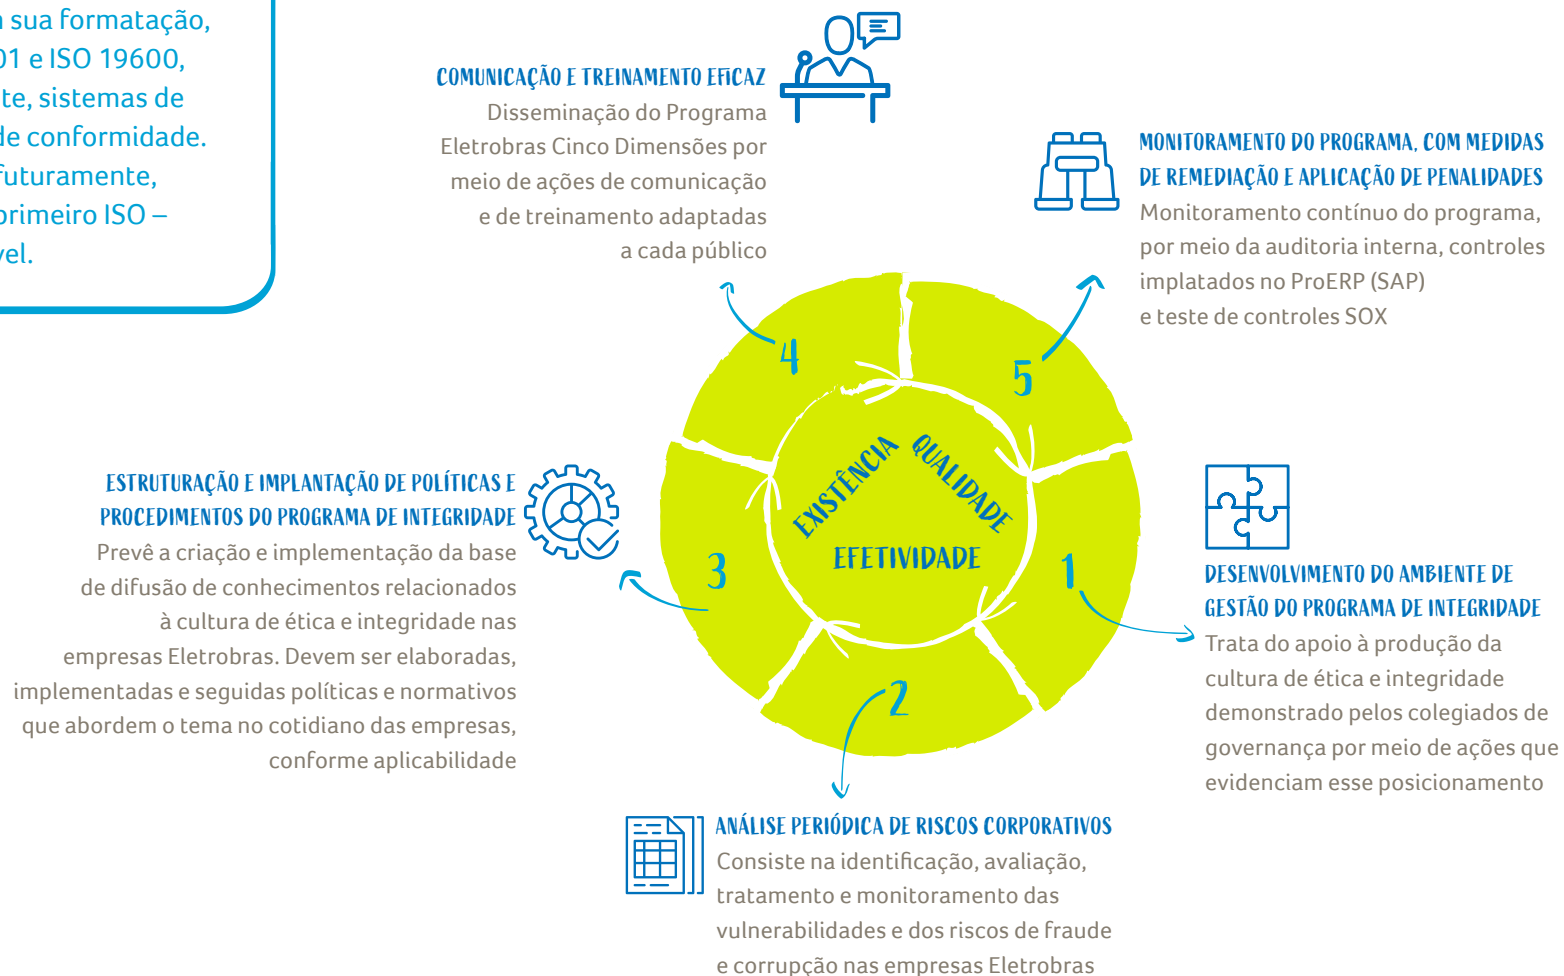 sua formatação,
01 e ISO 19600,
te, sistemas de
de conformidade.
futuramente,
primeiro ISO –
vel.
COMUNICAÇÃO E TREINAMENTO EFICAZ
Disseminação do Programa
Eletrobras Cinco Dimensões por
meio de ações de comunicação
e de treinamento adaptadas
a cada público
MONITORAMENTO DO PROGRAMA, COM MEDIDAS
DE REMEDIAÇÃO E APLICAÇÃO DE PENALIDADES
Monitoramento contínuo do programa,
por meio da auditoria interna, controles
implatados no ProERP (SAP)
e teste de controles SOX
4
5
EXISTÊNCIA
QUALIDADE
EFETIVIDADE
3
1
2
ESTRUTURAÇÃO E IMPLANTAÇÃO DE POLÍTICAS E
PROCEDIMENTOS DO PROGRAMA DE INTEGRIDADE
Prevê a criação e implementação da base
de difusão de conhecimentos relacionados
à cultura de ética e integridade nas
empresas Eletrobras. Devem ser elaboradas,
implementadas e seguidas políticas e normativos
que abordem o tema no cotidiano das empresas,
conforme aplicabilidade
DESENVOLVIMENTO DO AMBIENTE DE
GESTÃO DO PROGRAMA DE INTEGRIDADE
Trata do apoio à produção da
cultura de ética e integridade
demonstrado pelos colegiados de
governança por meio de ações que
evidenciam esse posicionamento
ANÁLISE PERIÓDICA DE RISCOS CORPORATIVOS
Consiste na identificação, avaliação,
tratamento e monitoramento das
vulnerabilidades e dos riscos de fraude
e corrupção nas empresas Eletrobras